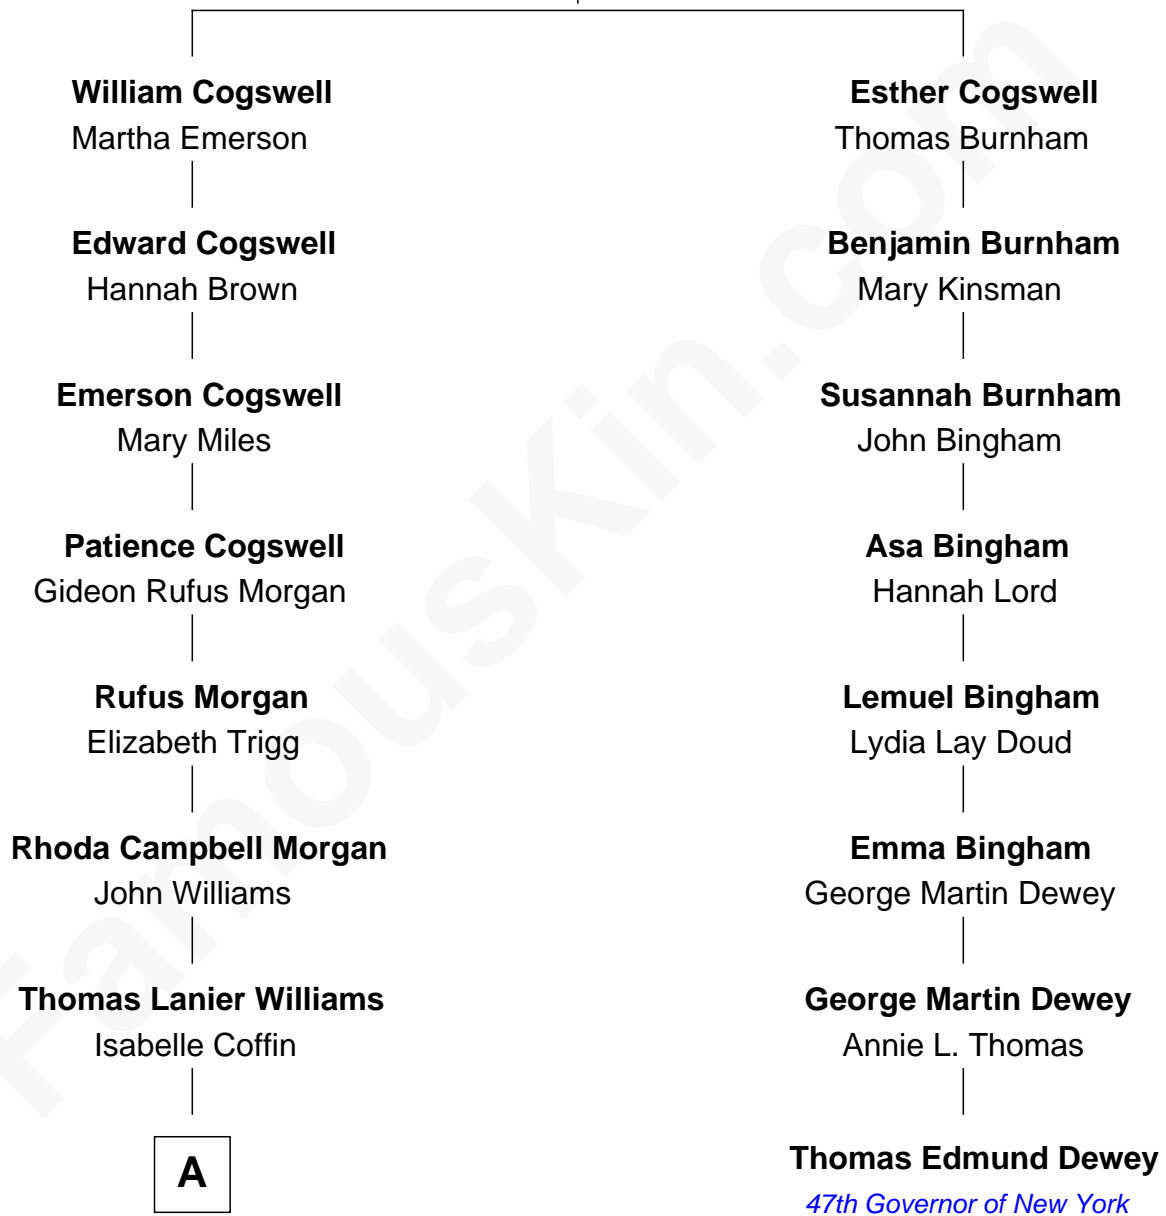 William Cogswell
Martha Emerson
Edward Cogswell
Hannah Brown
Emerson Cogswell
Mary Miles
Patience Cogswell
Gideon Rufus Morgan
Rufus Morgan
Elizabeth Trigg
Rhoda Campbell Morgan
John Williams
Thomas Lanier Williams
Isabelle Coffin
A
Esther Cogswell
Thomas Burnham
Benjamin Burnham
Mary Kinsman
Susannah Burnham
John Bingham
Asa Bingham
Hannah Lord
Lemuel Bingham
Lydia Lay Doud
Emma Bingham
George Martin Dewey
George Martin Dewey
Annie L. Thomas
Thomas Edmund Dewey
47th Governor of New York
FamousKin.com